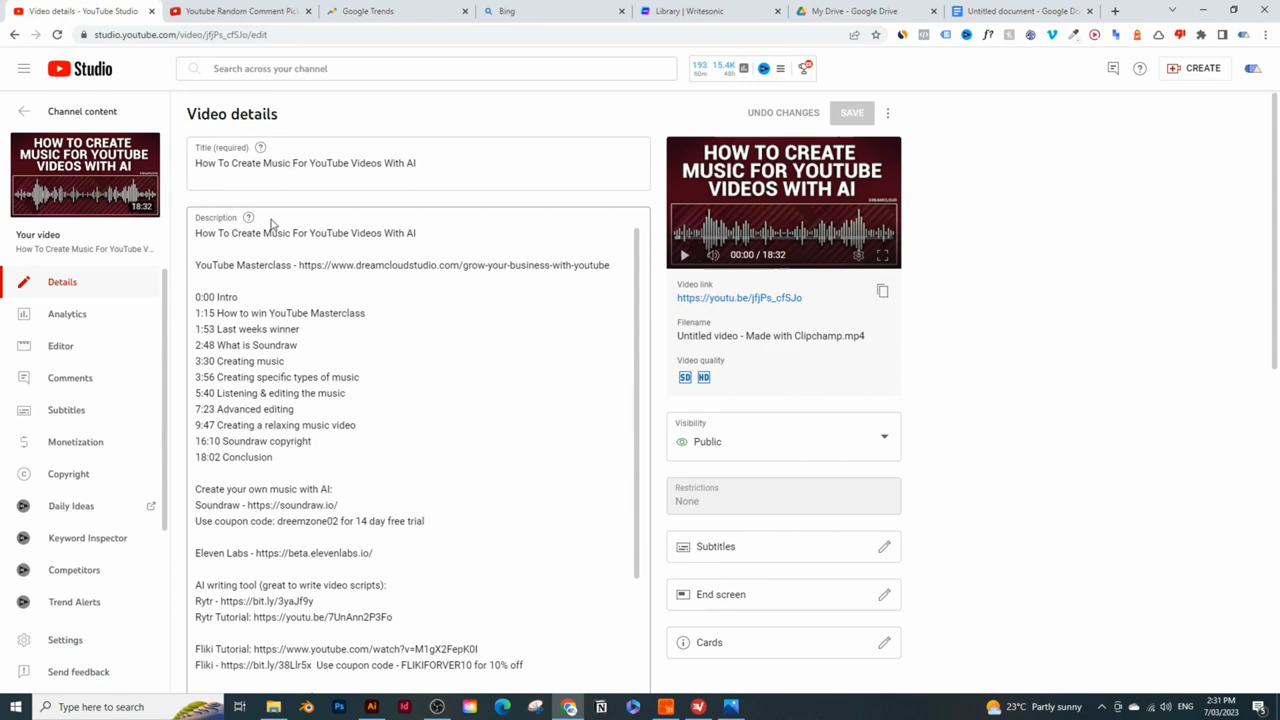 Video details - YouTube Studio
Youtube Random Comment Pic
Google Trends
Bing
Library | Writesonic
My Drive - Google Drive
Untitled document - Google Do
studio.youtube.com/video/jfjPs_cfSJo/edit
Studio
Search across your channel
193
60m
15.4K
48h
CREATE
Channel content
HOW TO CREATE
MUSIC FOR YOUTUBE
VIDEOS WITH AI
18:32
Your video
How To Create Music For YouTube V...
Details
Analytics
Editor
Comments
Subtitles
Monetization
Copyright
Daily Ideas
Keyword Inspector
Competitors
Trend Alerts
Settings
Send feedback
Video details
UNDO CHANGES
SAVE
Title (required)
How To Create Music For YouTube Videos With AI
Description
How To Create Music For YouTube Videos With AI
YouTube Masterclass - https://www.dreamcloudstudio.com/grow-your-business-with-youtube
0:00 Intro
1:15 How to win YouTube Masterclass
1:53 Last weeks winner
2:48 What is Soundraw
3:30 Creating music
3:56 Creating specific types of music
5:40 Listening & editing the music
7:23 Advanced editing
9:47 Creating a relaxing music video
16:10 Soundraw copyright
18:02 Conclusion
Create your own music with AI:
Soundraw - https://soundraw.io/
Use coupon code: dreemzone02 for 14 day free trial
Eleven Labs - https://beta.elevenlabs.io/
AI writing tool (great to write video scripts):
Rytr - https://bit.ly/3yaJf9y
Rytr Tutorial: https://youtu.be/7UnAnn2P3Fo
Fliki Tutorial: https://www.youtube.com/watch?v=M1gX2FepK0I
Fliki - https://bit.ly/38Llr5x Use coupon code - FLIKIFORVER10 for 10% off
HOW TO CREATE
MUSIC FOR YOUTUBE
VIDEOS WITH AI
DREAMCLOUD
00:00 / 18:32
Video link
https://youtu.be/jfjPs_cfSJo
Filename
Untitled video - Made with Clipchamp.mp4
Video quality
SD
HD
Visibility
Public
Restrictions
None
Subtitles
End screen
Cards
Type here to search
Ps
Ai
Id
23°C Partly sunny
ENG
2:31 PM
7/03/2023